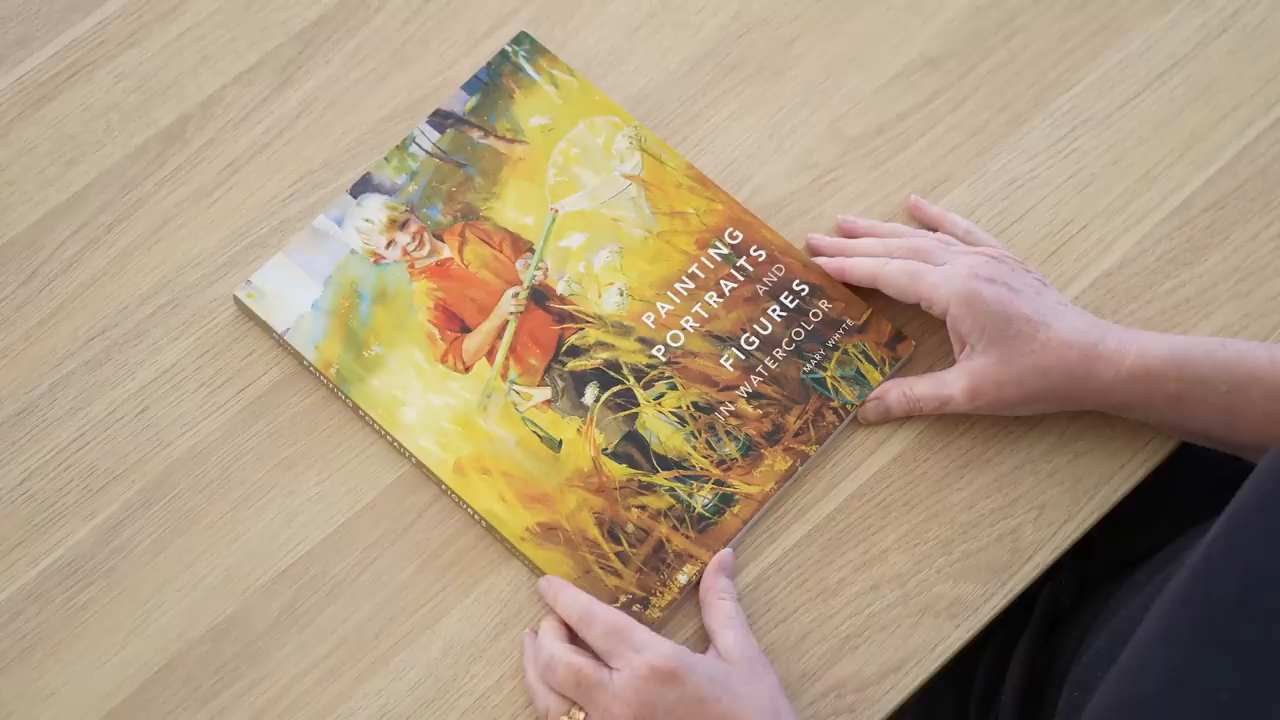 PAINTING
PORTRAITS
AND
FIGURES
IN WATERCOLOR
MARY WHYTE
PAINTING PORTRAITS FIGURES